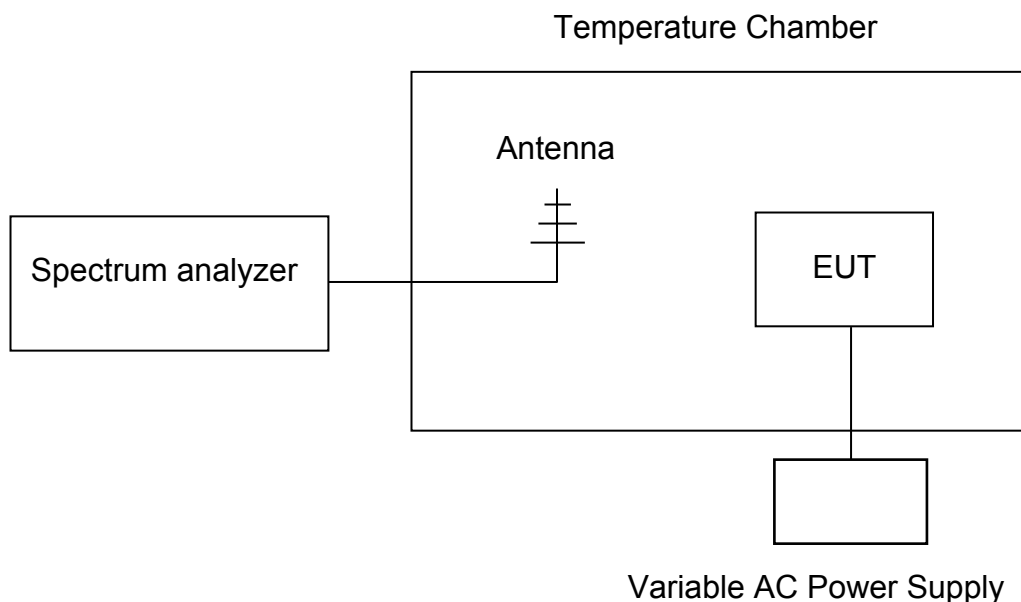 Temperature Chamber
Antenna
Spectrum analyzer
EUT
Variable AC Power Supply